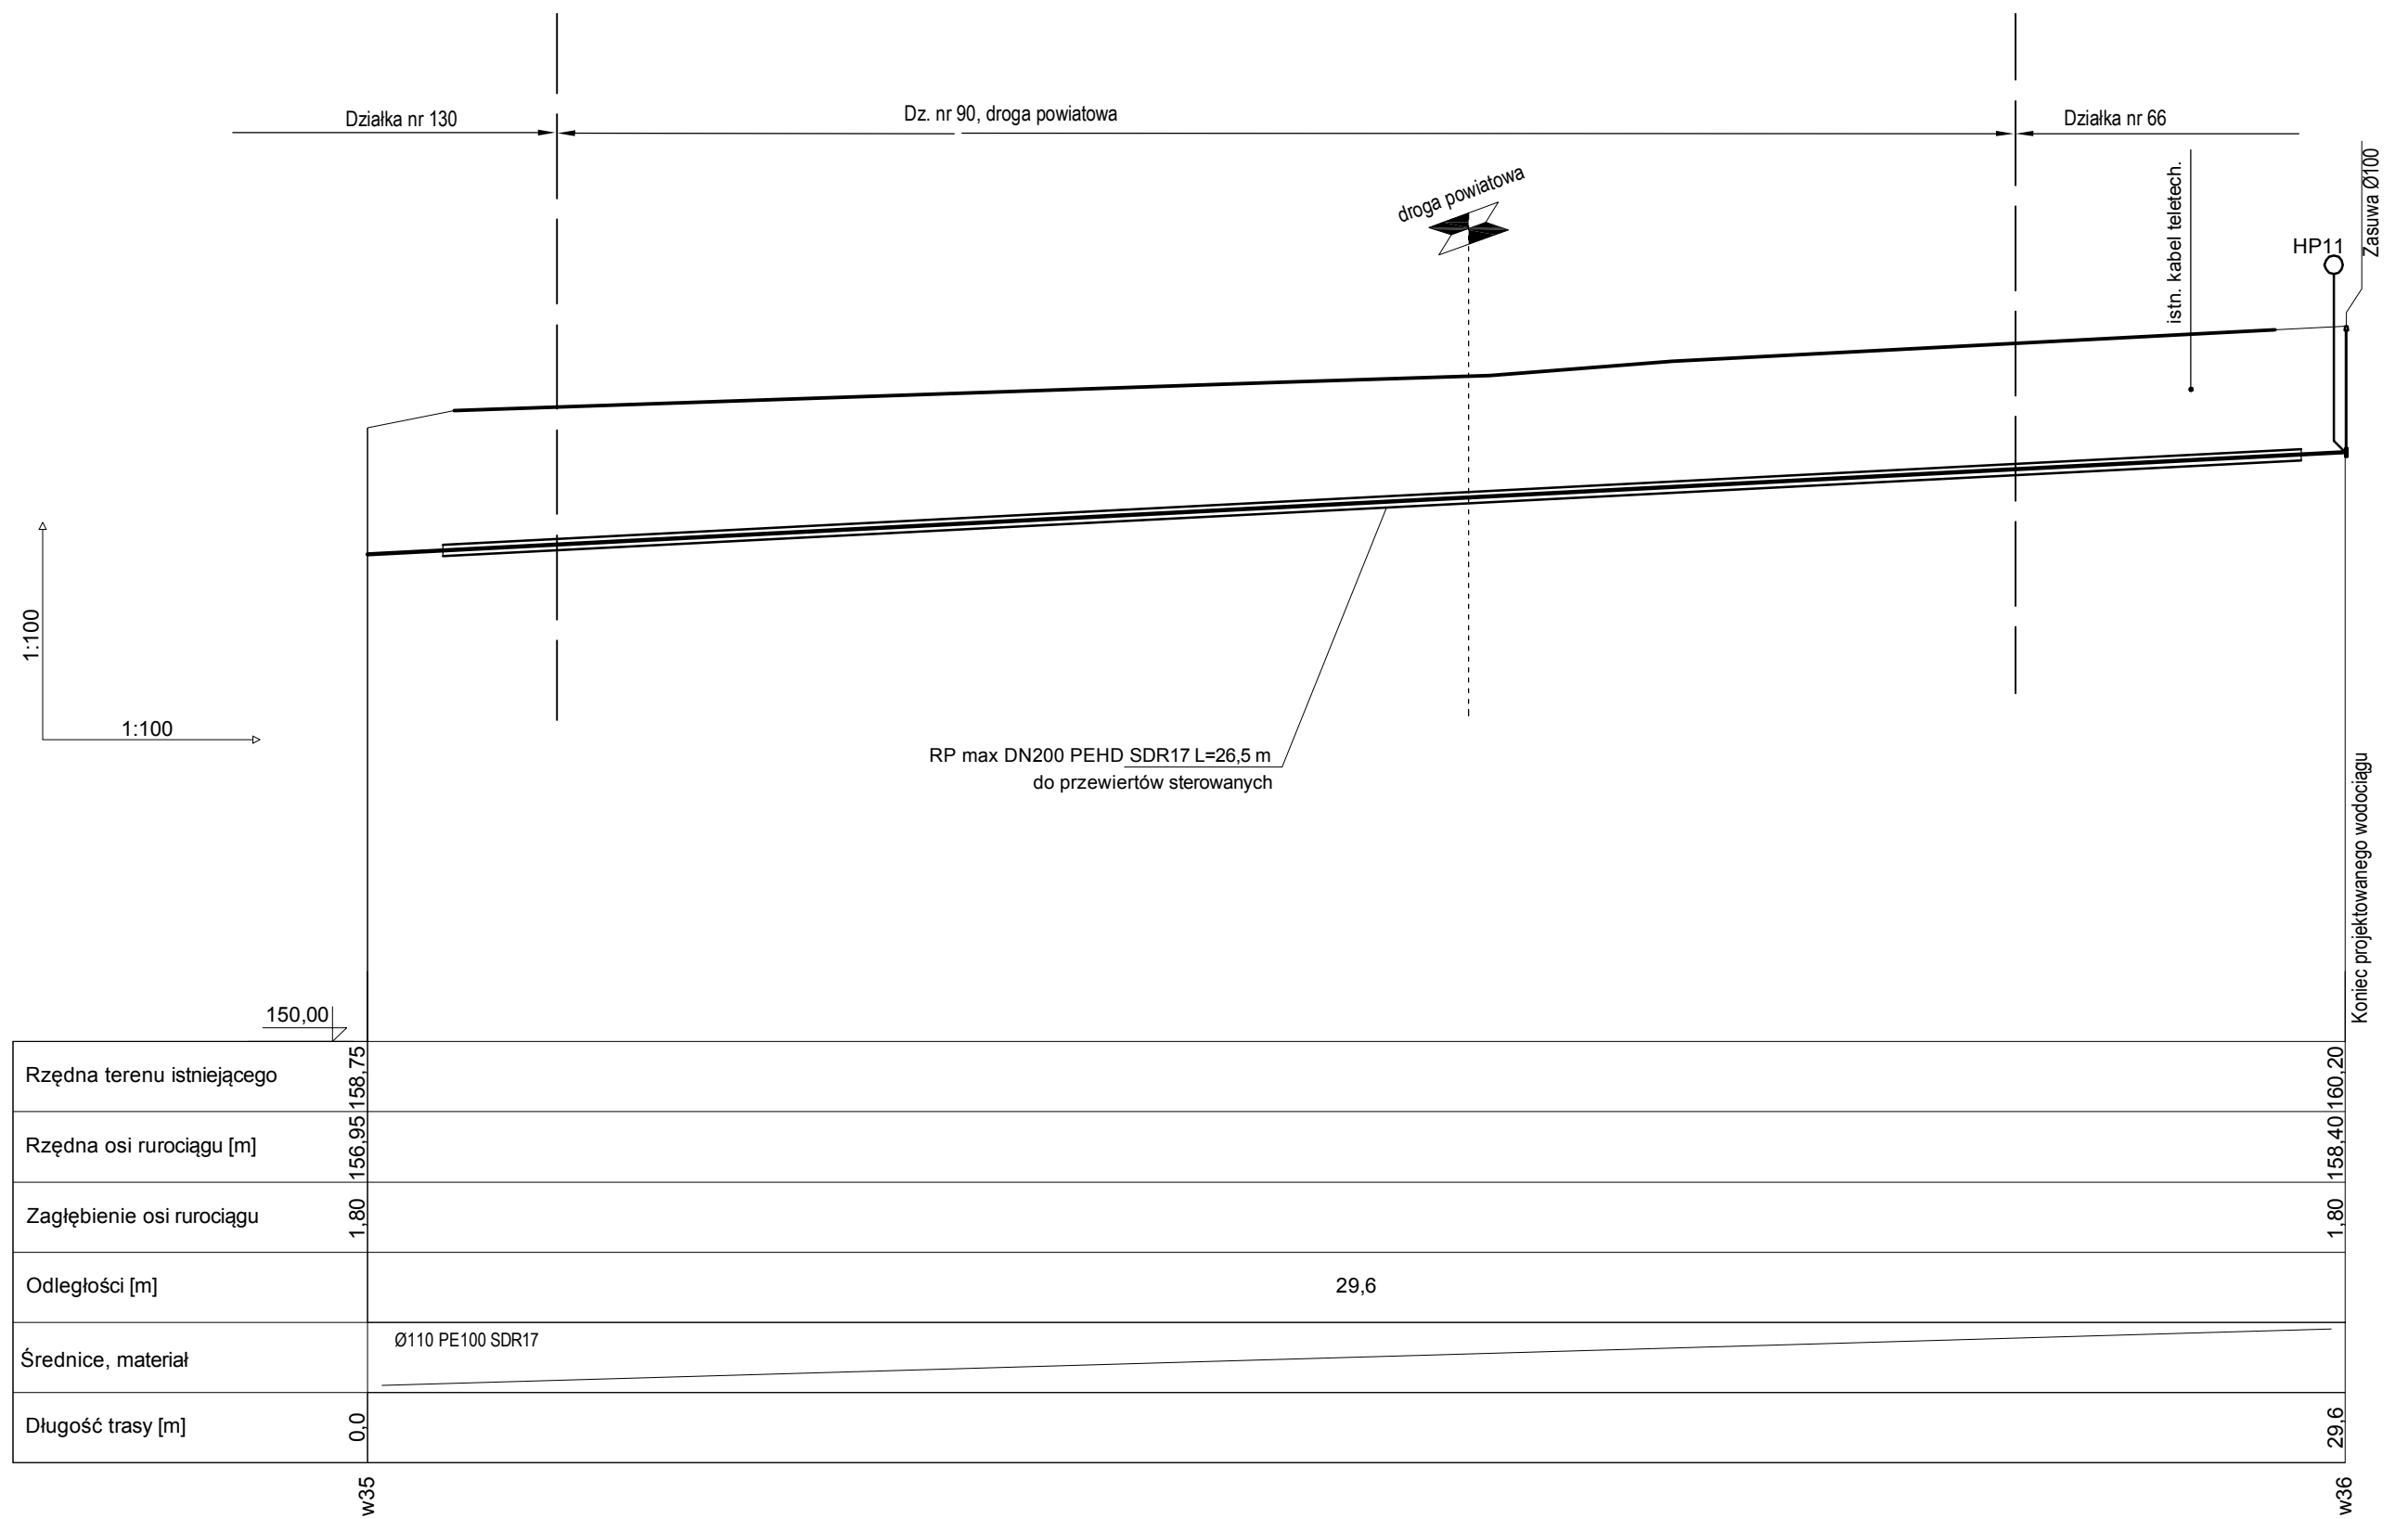 Działka nr 130
Dz. nr 90, droga powiatowa
Działka nr 66
droga powiatowa
istn. kabel teletech.
HP11
Zasuwa Ø100
1:100
1:100
RP max DN200 PEHD SDR17 L=26,5 m
do przewiertów sterowanych
Koniec projektowanego wodociągu
150,00
Rzędna terenu istniejącego
158,75
160,20
Rzędna osi rurociągu [m]
156,95
158,40
Zagłębienie osi rurociągu
1,80
1,80
Odległości [m]
29,6
Średnice, materiał
Ø110 PE100 SDR17
Długość trasy [m]
0,0
29,6
w35
w36